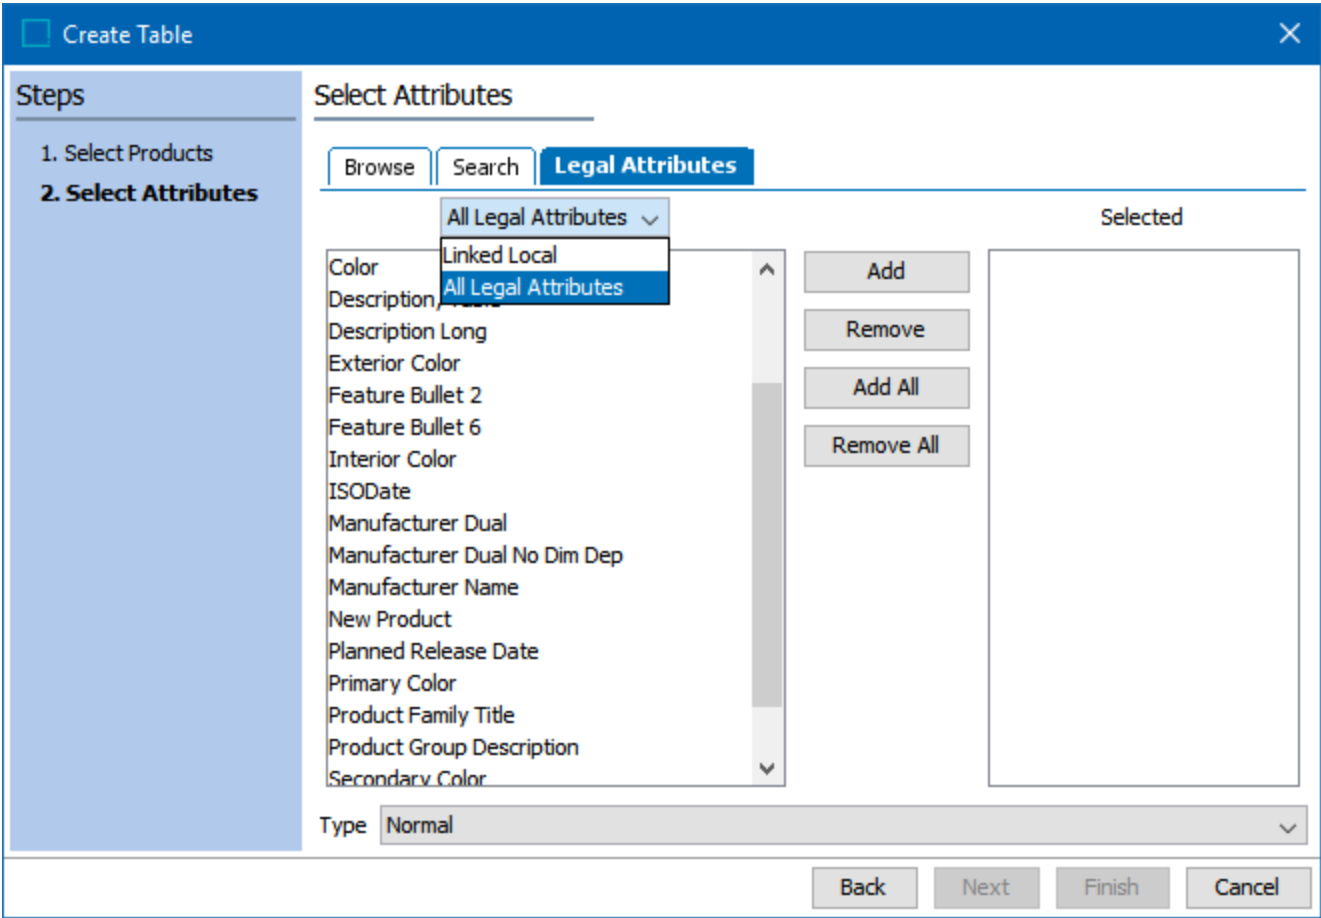 Create Table
Steps
1. Select Products
2. Select Attributes
Select Attributes
Browse
Search
Legal Attributes
All Legal Attributes
Linked Local
All Legal Attributes
Selected
Color
Description,
Description Long
Exterior Color
Feature Bullet 2
Feature Bullet 6
Interior Color
ISODate
Manufacturer Dual
Manufacturer Dual No Dim Dep
Manufacturer Name
New Product
Planned Release Date
Primary Color
Product Family Title
Product Group Description
Secondary Color
Add
Remove
Add All
Remove All
Type Normal
Back
Next
Finish
Cancel